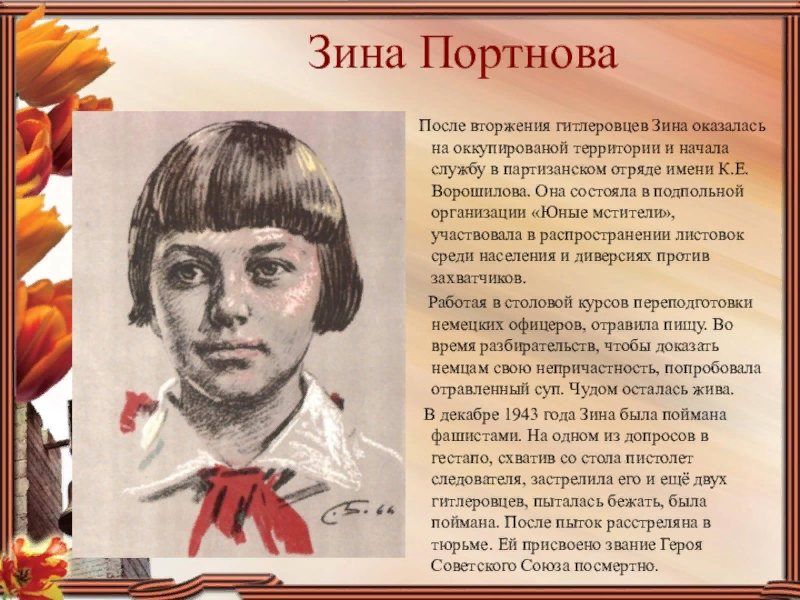 Зина Портнова
После вторжения гитлеровцев Зина оказалась
на оккупированой территории и начала
службу в партизанском отряде имени К.Е.
Ворошилова. Она состояла в подпольной
организации «Юные мстители»,
участвовала в распространении листовок
среди населения и диверсиях против
захватчиков.
Работая в столовой курсов переподготовки
немецких офицеров, отравила пищу. Во
время разбирательств, чтобы доказать
немцам свою непричастность, попробовала
отравленный суп. Чудом осталась жива.
В декабре 1943 года Зина была поймана
фашистами. На одном из допросов в
гестапо, схватив со стола пистолет
следователя, застрелила его и ещё двух
гитлеровцев, пыталась бежать, была
поймана. После пыток расстреляна в
тюрьме. Ей присвоено звание Героя
Советского Союза посмертно.